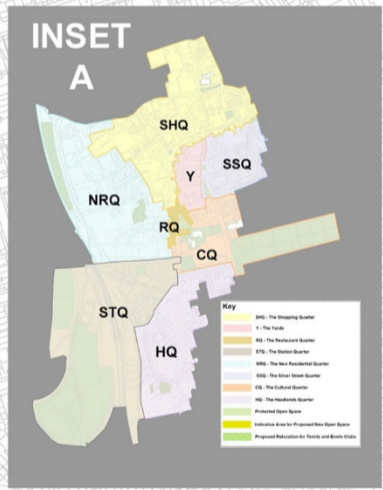 INSET
A
SHQ
SSQ
Y
NRQ
RQ
CQ
STQ
HQ
Key
SHQ - The Shopping Quarter
Y - The Yards
RQ - The Restaurant Quarter
STQ - The Station Quarter
NRQ - The New Residential Quarter
SSQ - The Silver Street Quarter
CQ - The Cultural Quarter
HQ - The Headlands Quarter
Protected Open Space
Indicative Area for Proposed New Open Space
Proposed Relocation for Tennis and Bowls Clubs